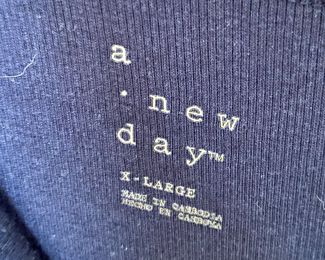 a
.new
day™
X-LARGE
MADE IN CAMBODIA
HECHO EN CAMBOYA